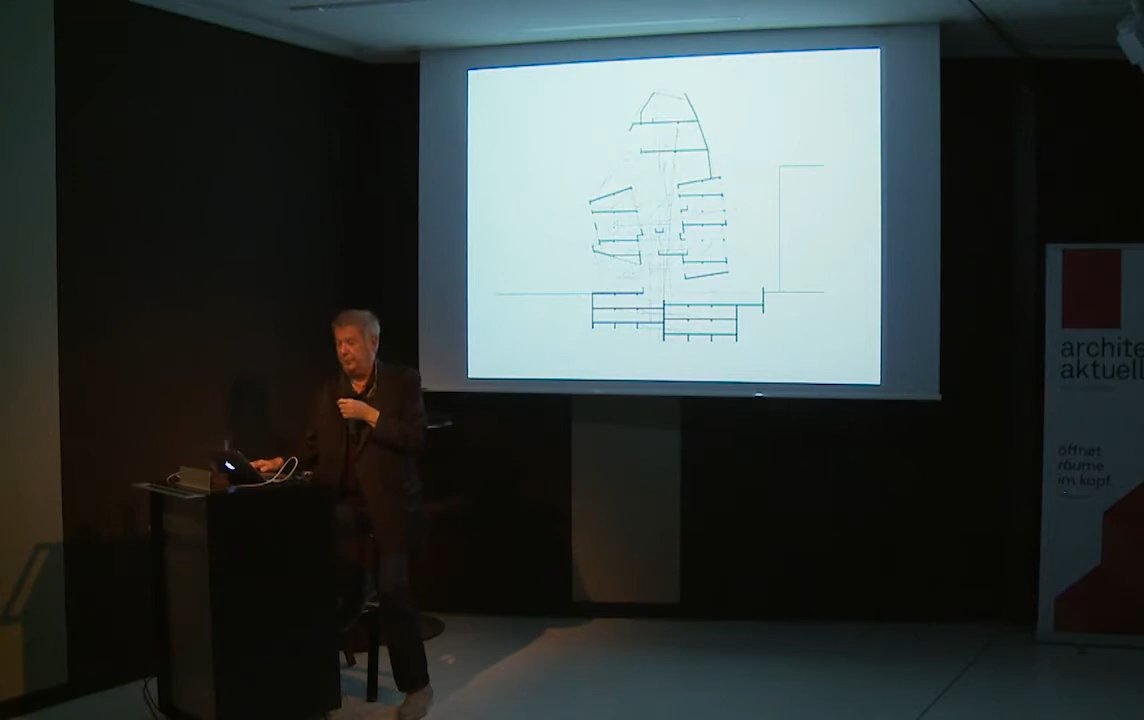 archite
aktuell
öffnet
räume
im kopf.